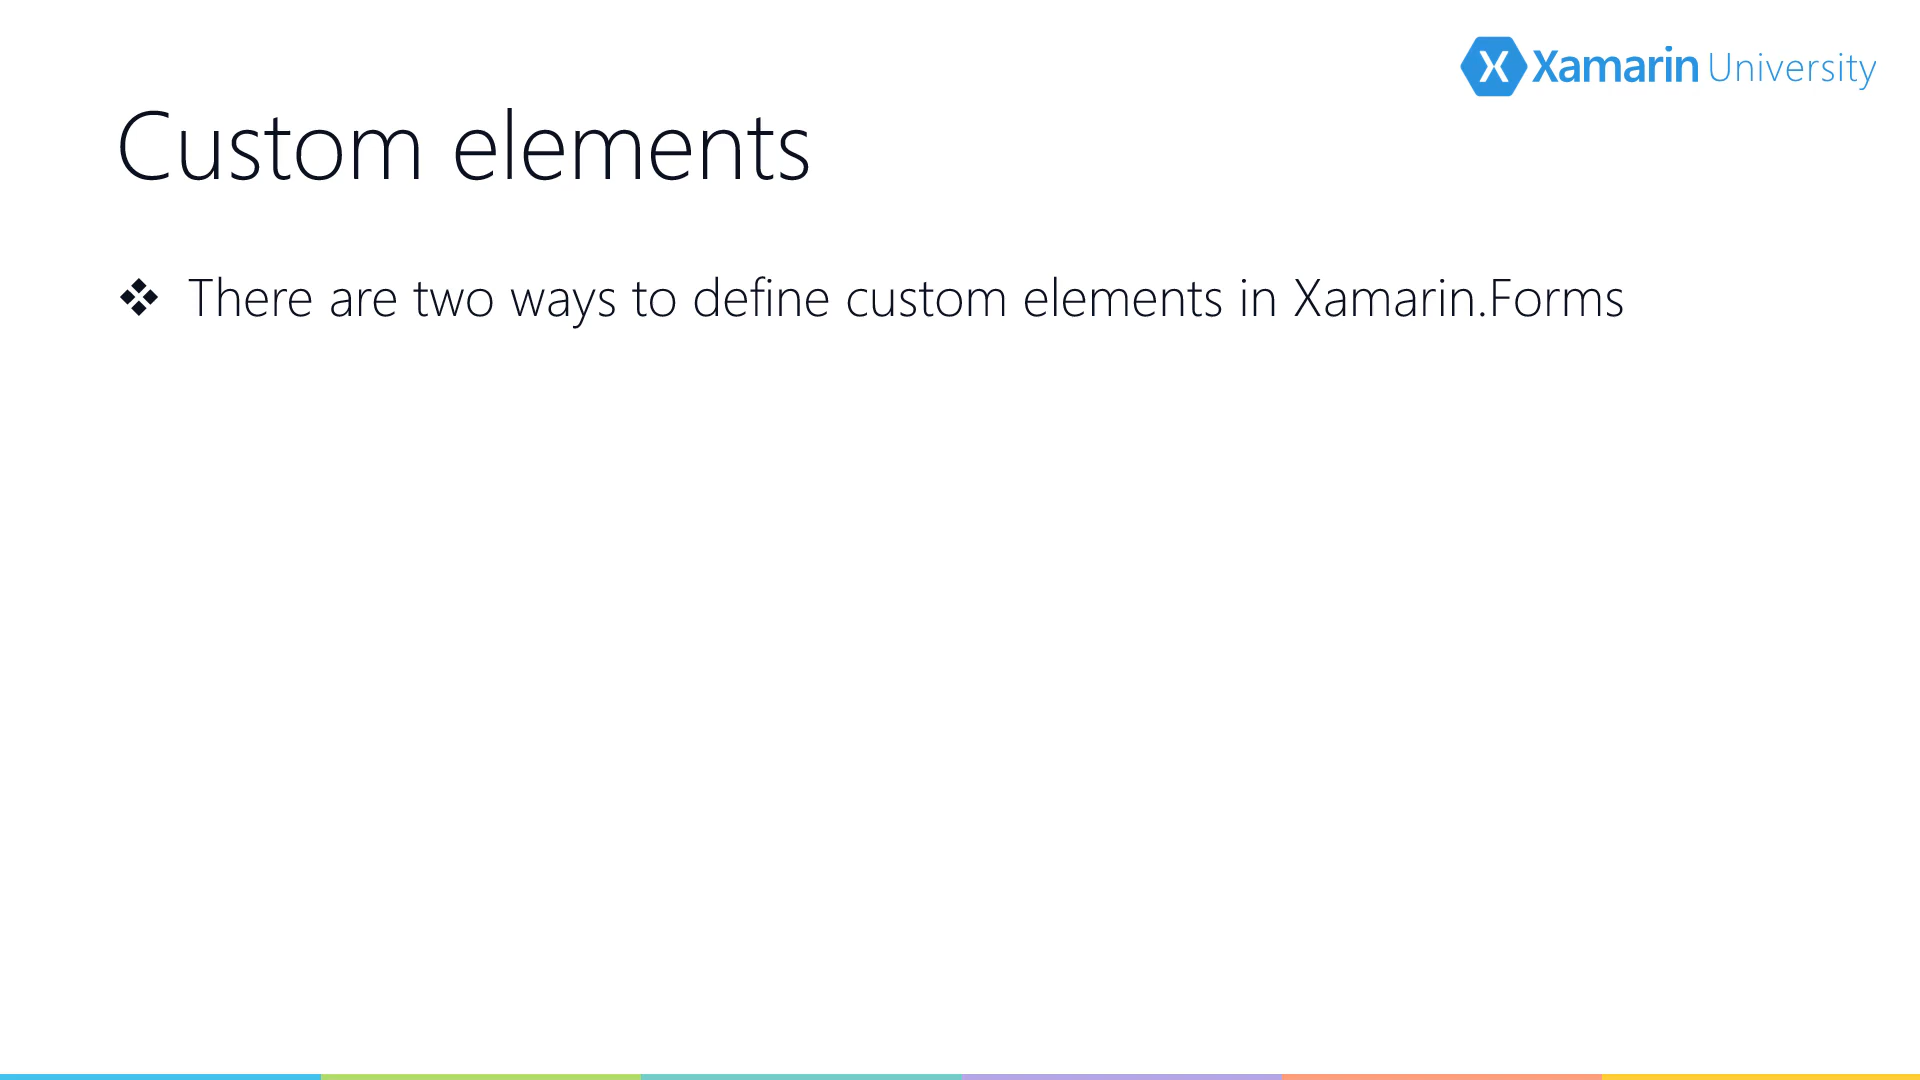 Xamarin University
Custom elements
❖ There are two ways to define custom elements in Xamarin.Forms